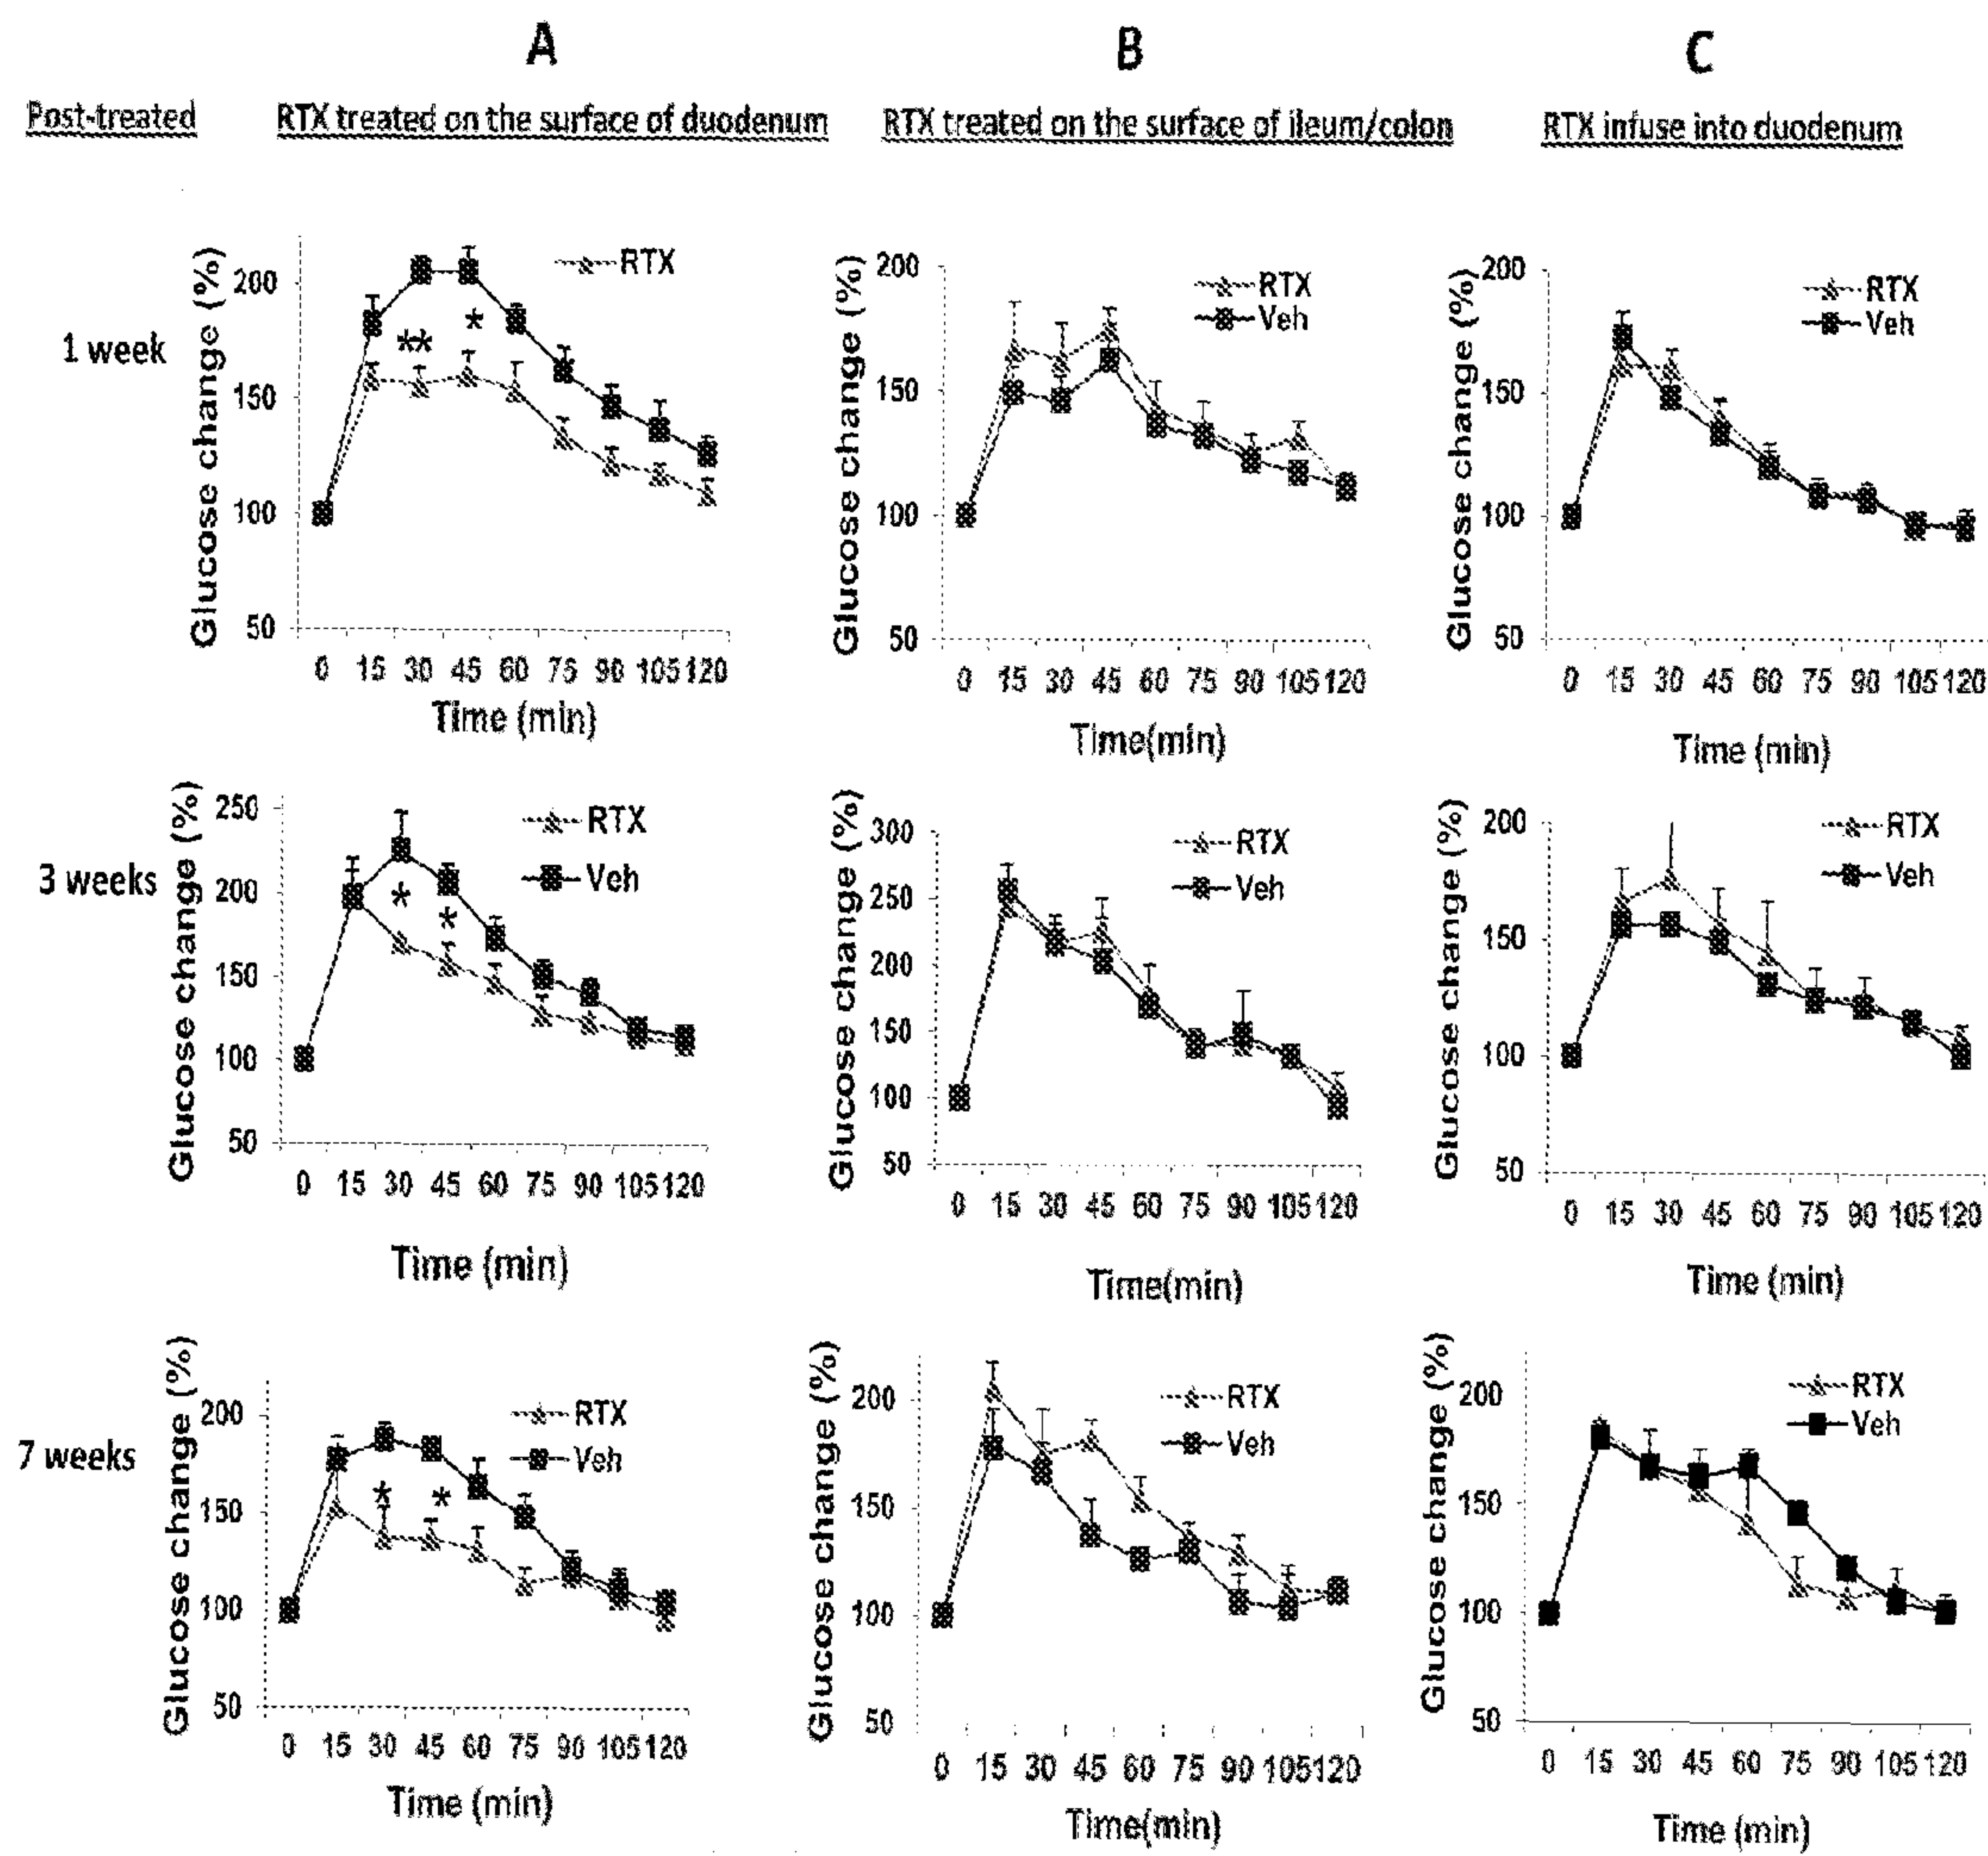 A B C
Post-treated RTX treated on the surface of duodenum RTX treated on the surface of ileum/colon RTX infuse into duodenum
1 week
Glucose change (%)
200
150
100
50
RTX
0 15 30 45 60 75 90 105 120
Time (min)
** *
Glucose change (%)
200
150
100
50
RTX
Veh
0 15 30 45 60 75 90 105 120
Time(min)
Glucose change (%)
200
150
100
50
RTX
Veh
0 15 30 45 60 75 90 105 120
Time (min)
3 weeks
Glucose change (%)
250
200
150
100
50
RTX
Veh
* *
0 15 30 45 60 75 90 105 120
Time (min)
Glucose change (%)
300
250
200
150
100
50
RTX
Veh
0 15 30 45 60 75 90 105 120
Time(min)
Glucose change (%)
200
150
100
50
RTX
Veh
0 15 30 45 60 75 90 105 120
Time (min)
7 weeks
Glucose change (%)
200
150
100
50
RTX
Veh
* *
0 15 30 45 60 75 90 105 120
Time (min)
Glucose change (%)
200
150
100
50
RTX
Veh
0 15 30 45 60 75 90 105 120
Time(min)
Glucose change (%)
200
150
100
50
RTX
Veh
0 15 30 45 60 75 90 105 120
Time (min)